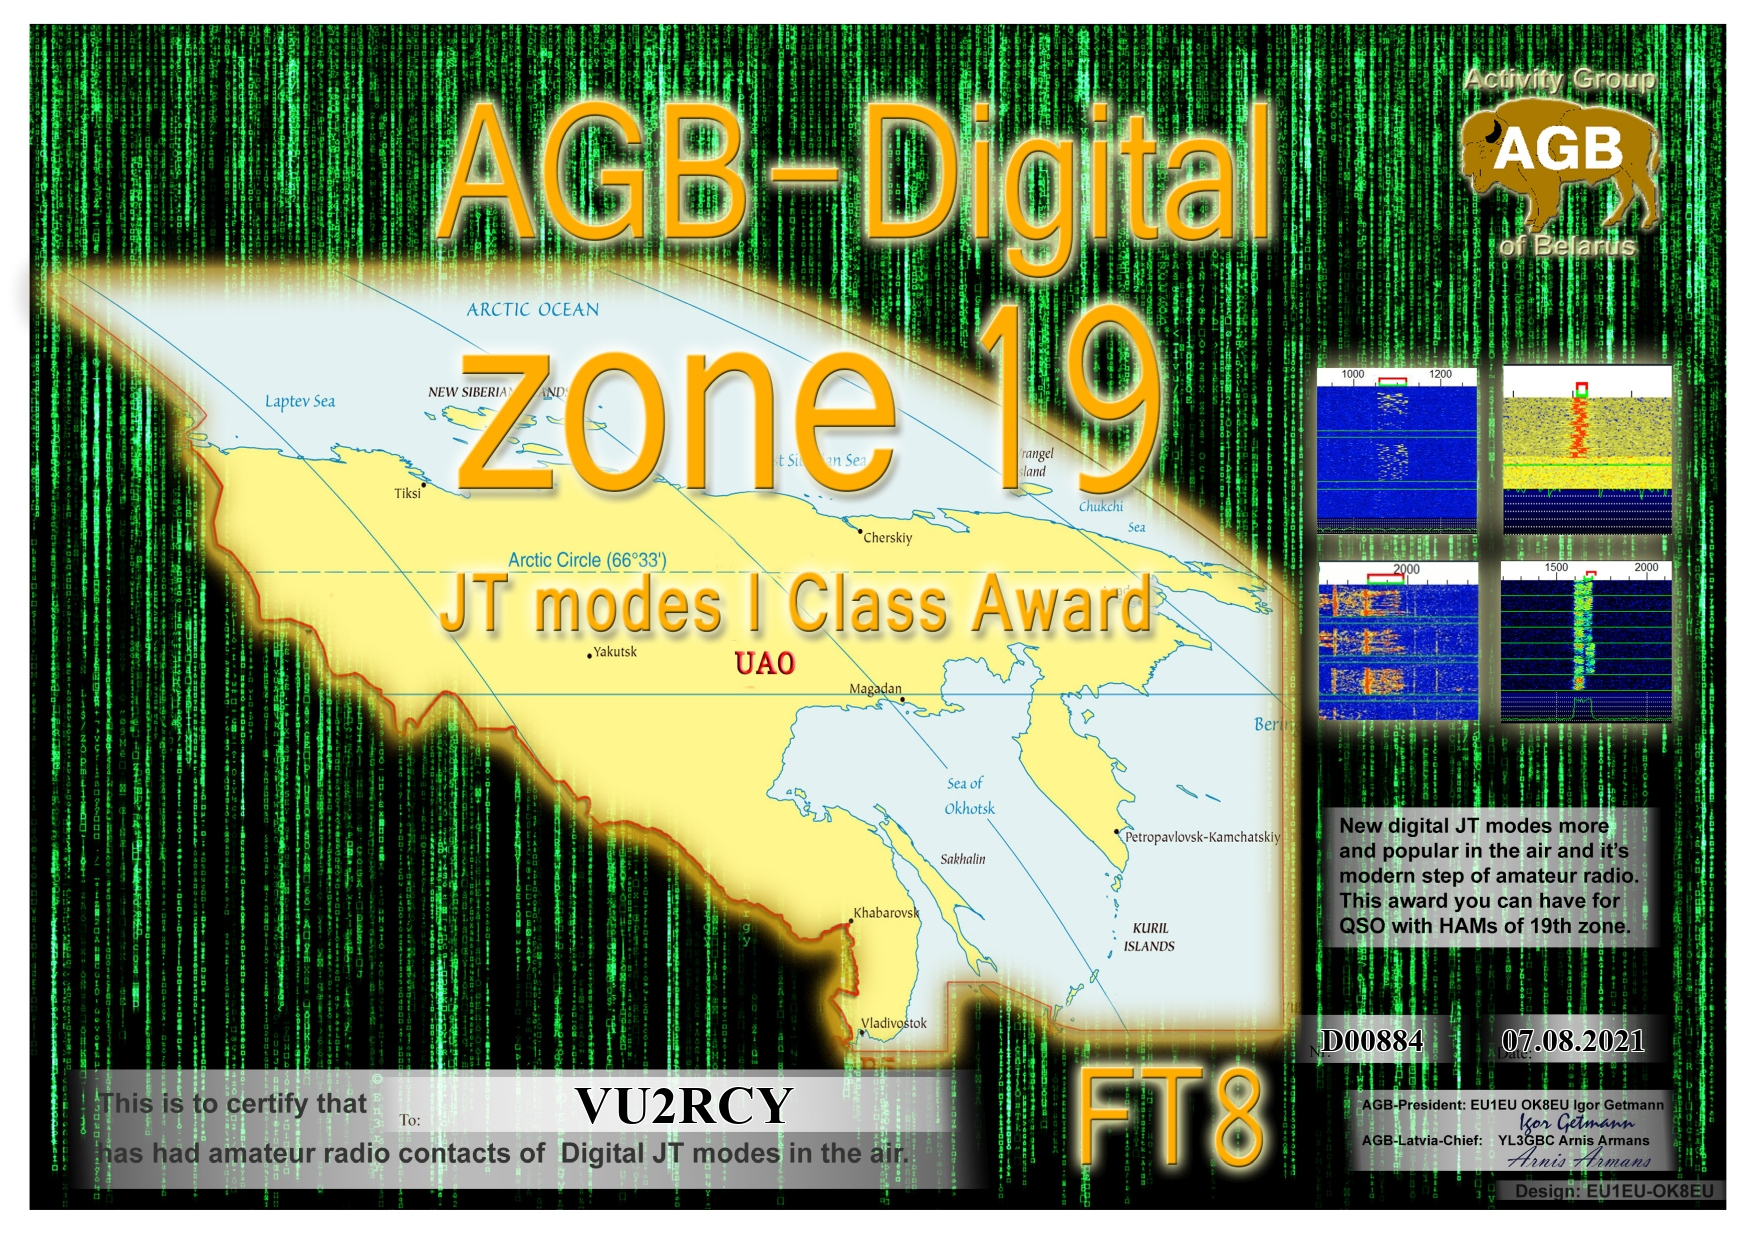 Activity Group
AGB
of Belarus
AGB-Digital
zone 19
ARCTIC OCEAN
Laptev Sea
NEW SIBERIAN
Sea
Chukchi
Sea
Tiksi
Cherskiy
Arctic Circle (66°33')
JT modes I Class Award
Yakutsk
UA0
Magadan
Sea of
Okhotsk
Petropavlovsk-Kamchatskiy
Sakhalin
Khabarovsk
KURIL
ISLANDS
Vladivostok
1000 1200
2000
1500 2000
New digital JT modes more
and popular in the air and it's
modern step of amateur radio.
This award you can have for
QSO with HAMs of 19th zone.
Nr: D00884 Date: 07.08.2021
FT8
This is to certify that To: VU2RCY
has had amateur radio contacts of Digital JT modes in the air.
AGB-President: EU1EU OK8EU Igor Getmann
Igor Getmann
AGB-Latvia-Chief: YL3GBC Arnis Armans
Arnis Armans
Design: EU1EU-OK8EU